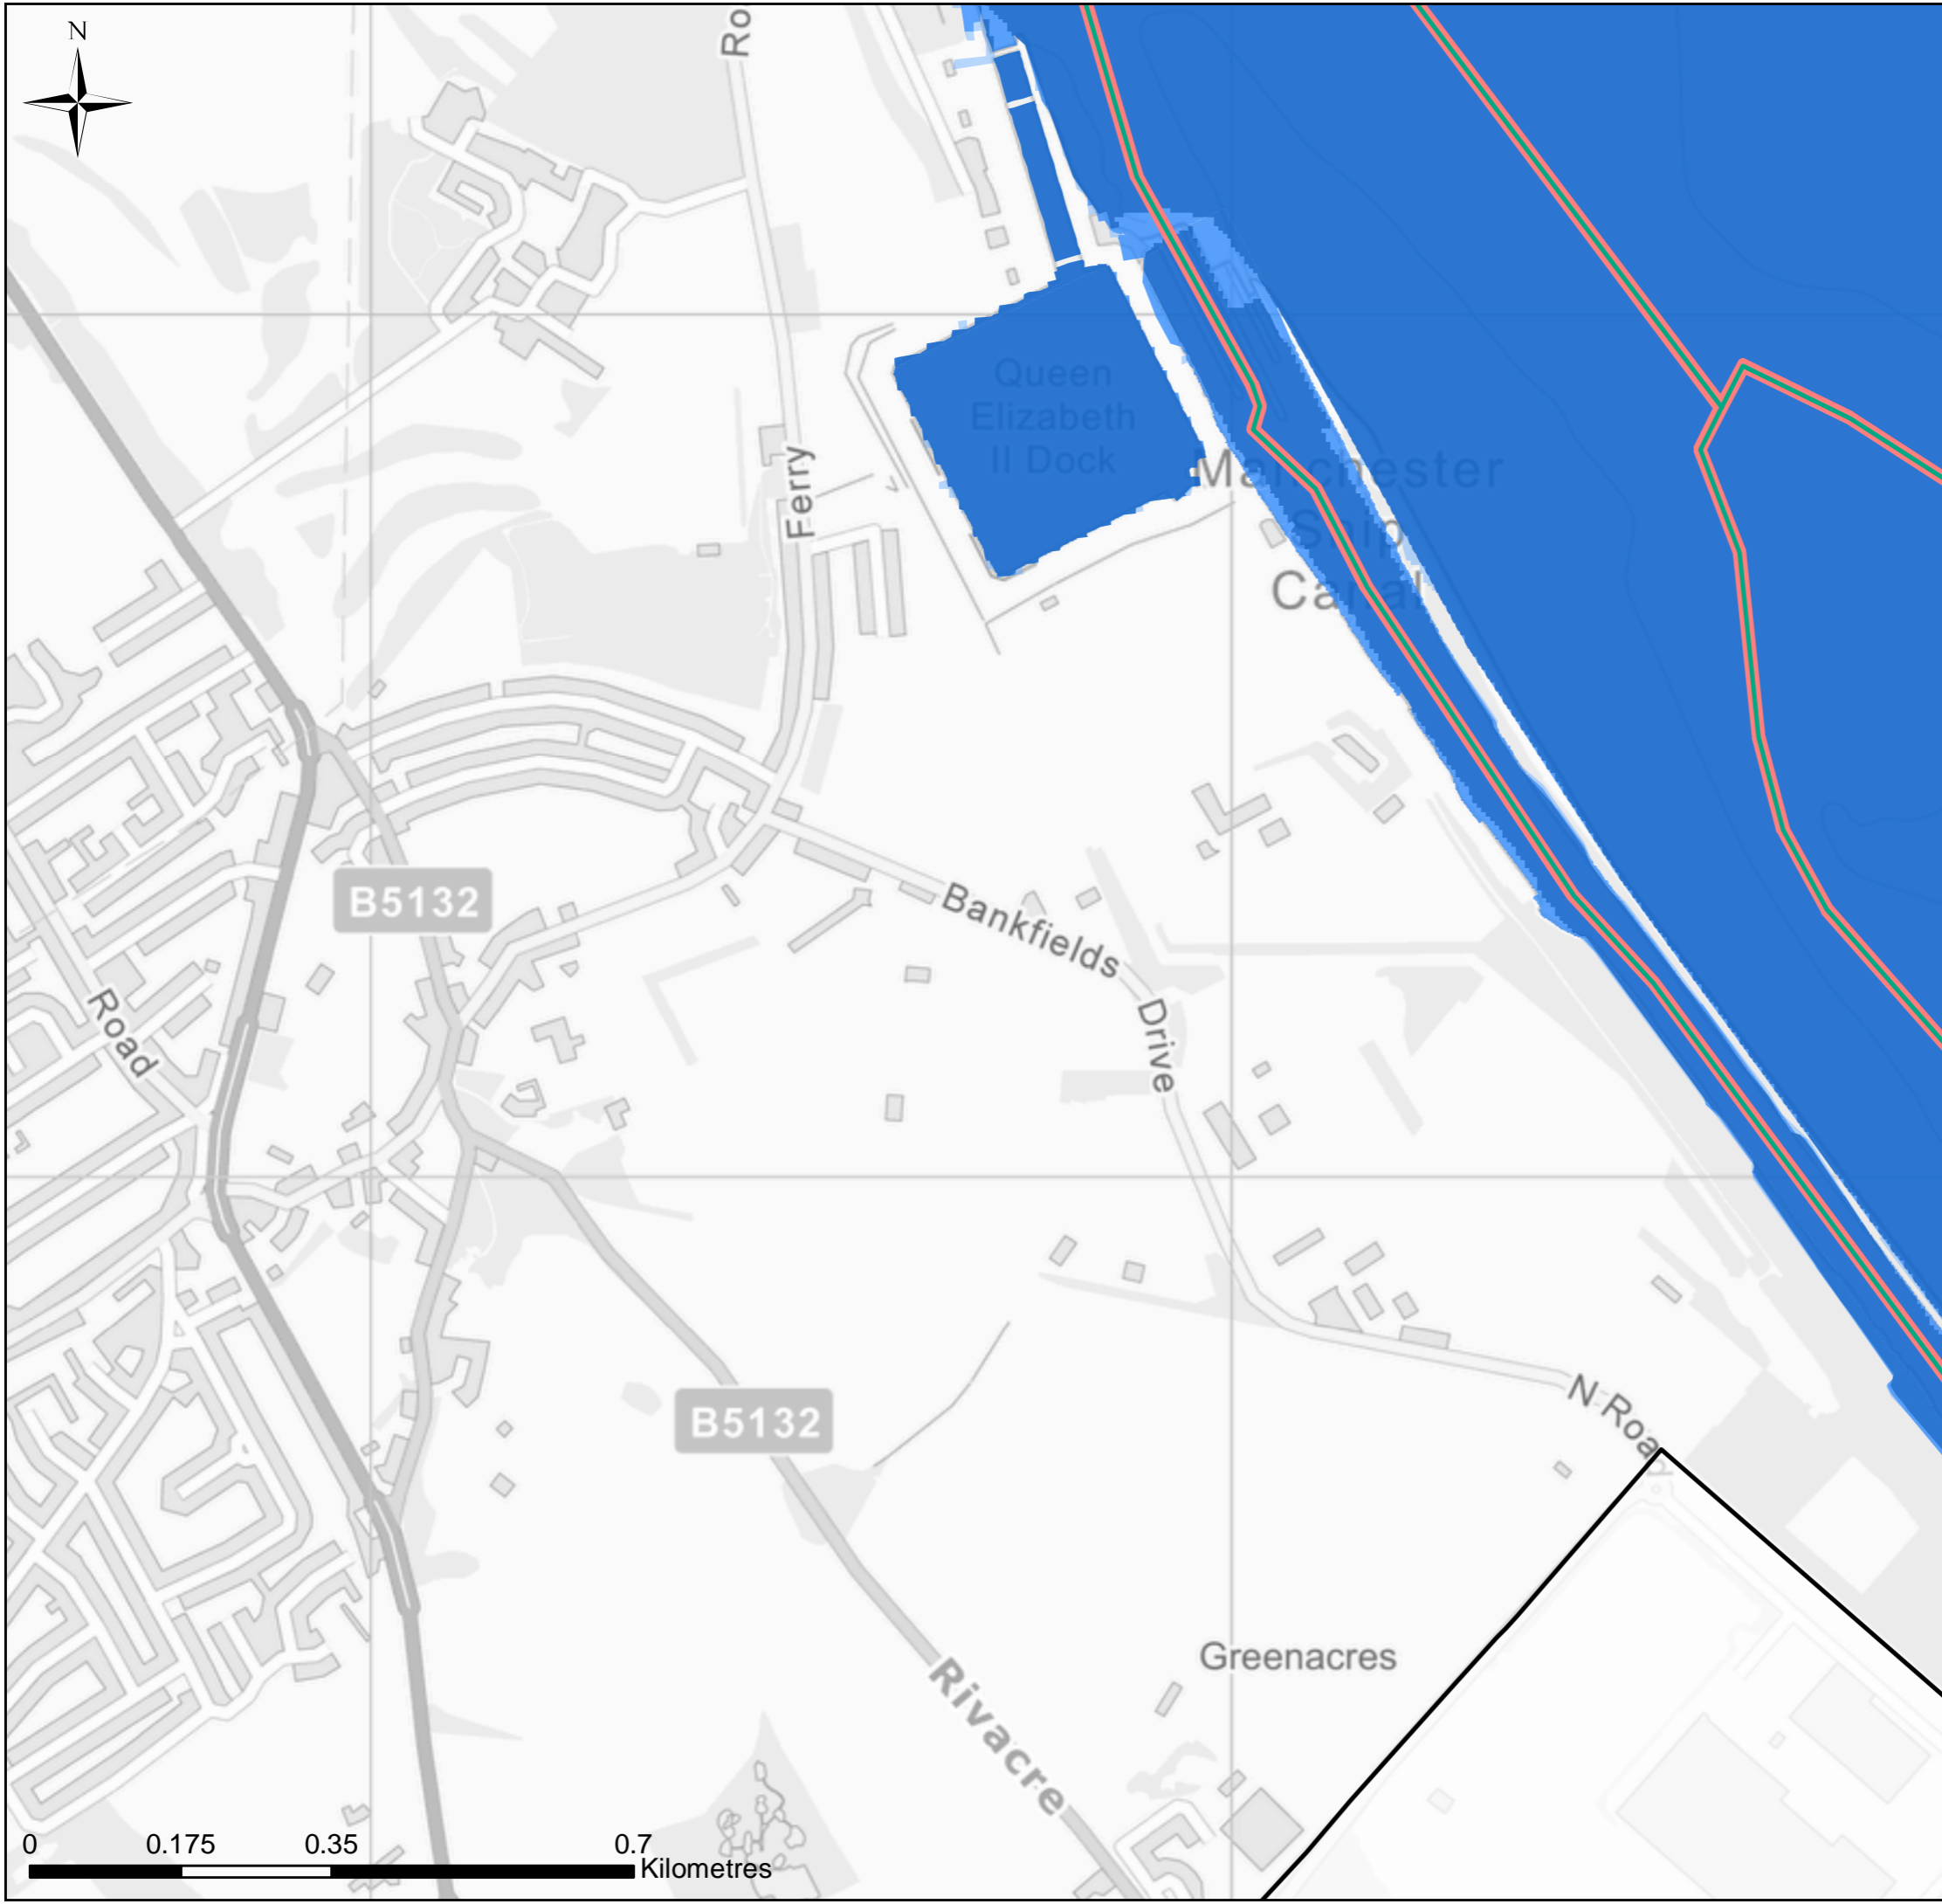 N
Ro
Queen
Elizabeth
II Dock
Manchester
Ship
Canal
Ferry
B5132
Bankfields
Drive
Road
N Road
B5132
Greenacres
Rivacre
0
0.175
0.35
0.7
Kilometres